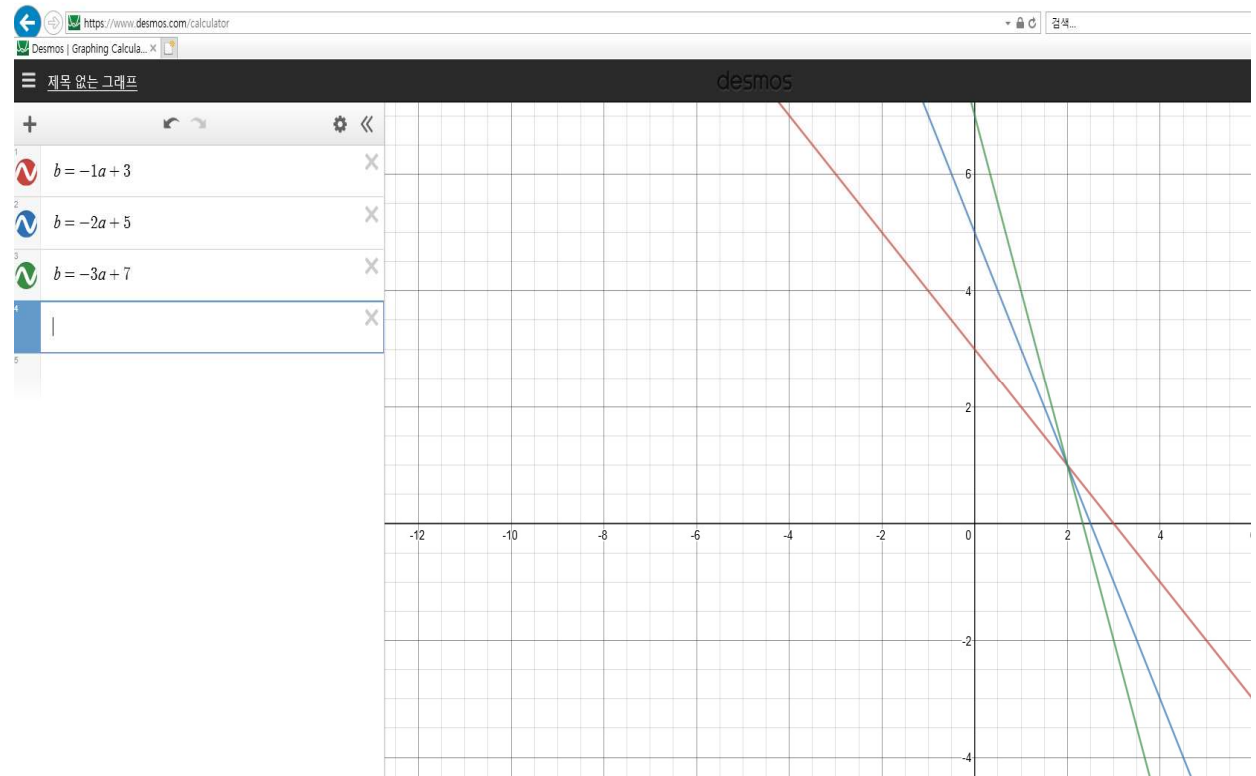 https://www.desmos.com/calculator
검색...
Desmos | Graphing Calcula...
제목 없는 그래프
desmos
1
b = −1a + 3
2
b = −2a + 5
3
b = −3a + 7
4
5
6
4
2
-12 -10 -8 -6 -4 -2 0 2 4
-2
-4